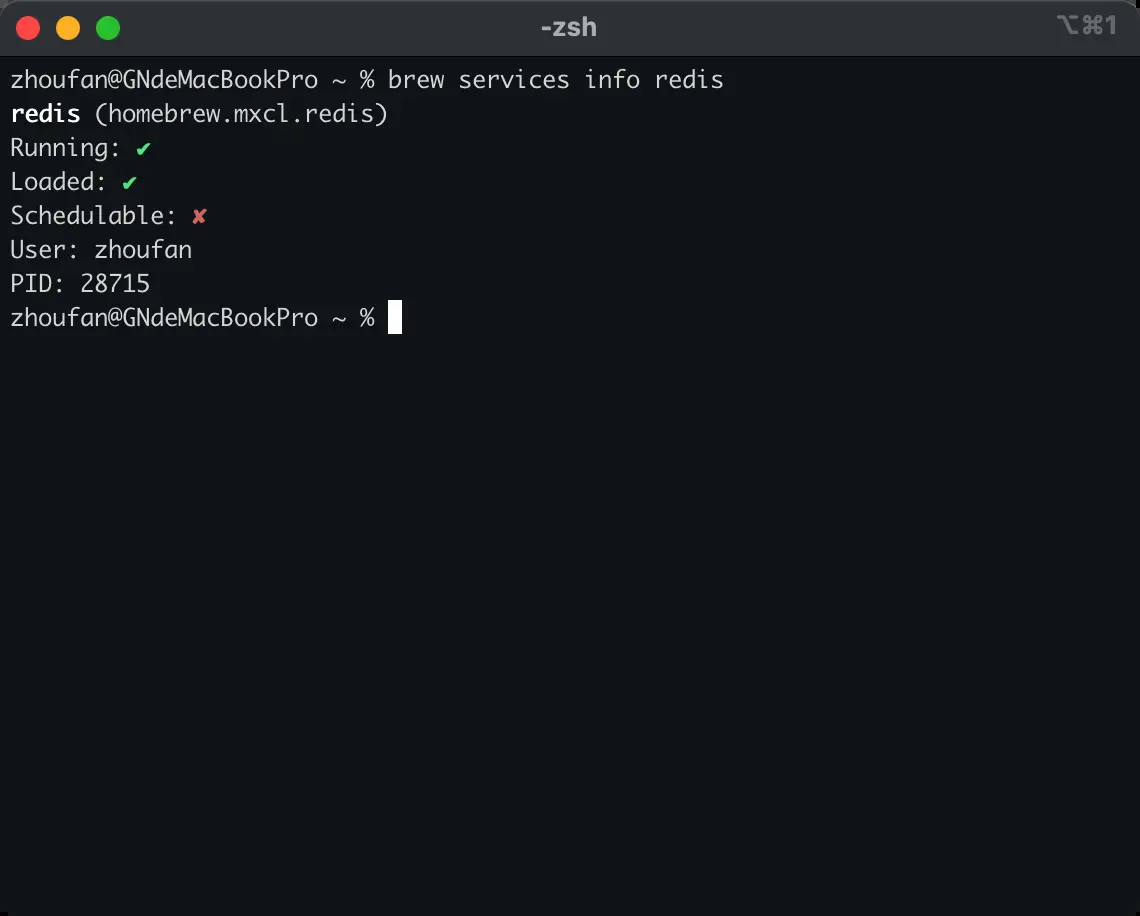 -zsh
⌥⌘1
zhoufan@GNdeMacBookPro ~ % brew services info redis
redis (homebrew.mxcl.redis)
Running: ✔
Loaded: ✔
Schedulable: ✘
User: zhoufan
PID: 28715
zhoufan@GNdeMacBookPro ~ %